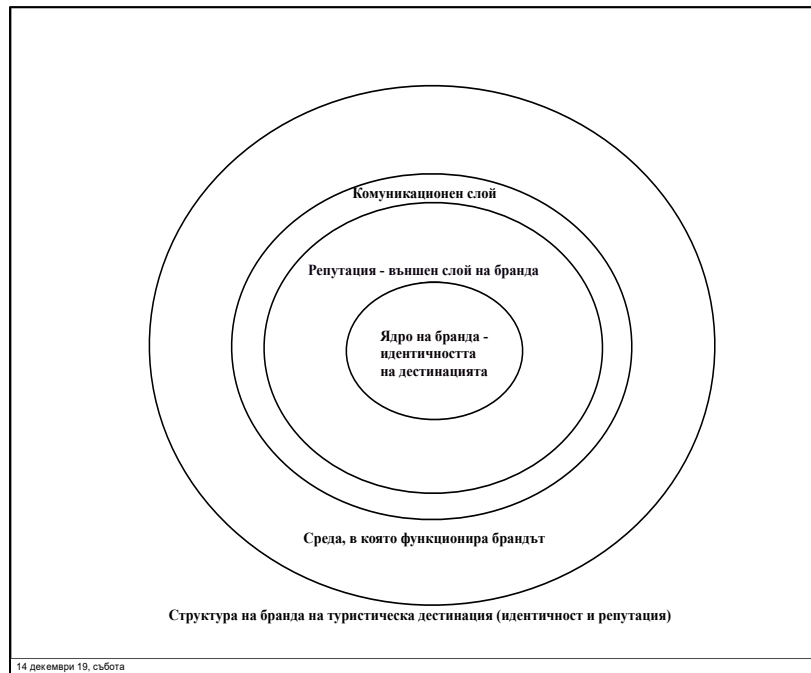 Комуникационен слой
Репутация - външен слой на бранда
Ядро на бранда -
идентичността
на дестинацията
Среда, в която функционира брандът
Структура на бранда на туристическа дестинация (идентичност и репутация)
14 декември 19, събота